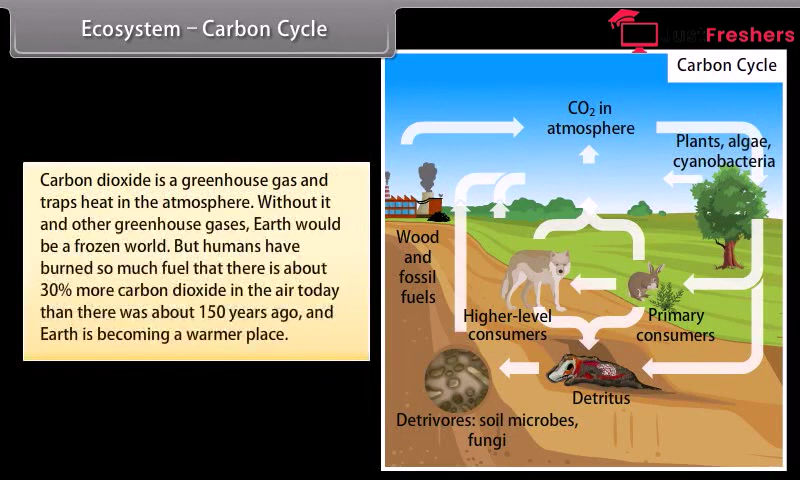 Ecosystem – Carbon Cycle
Just Freshers
Carbon Cycle
CO₂ in
atmosphere
Plants, algae,
cyanobacteria
Carbon dioxide is a greenhouse gas and
traps heat in the atmosphere. Without it
and other greenhouse gases, Earth would
be a frozen world. But humans have
burned so much fuel that there is about
30% more carbon dioxide in the air today
than there was about 150 years ago, and
Earth is becoming a warmer place.
Wood
and
fossil
fuels
Higher-level
consumers
Primary
consumers
Detritus
Detrivores: soil microbes,
fungi